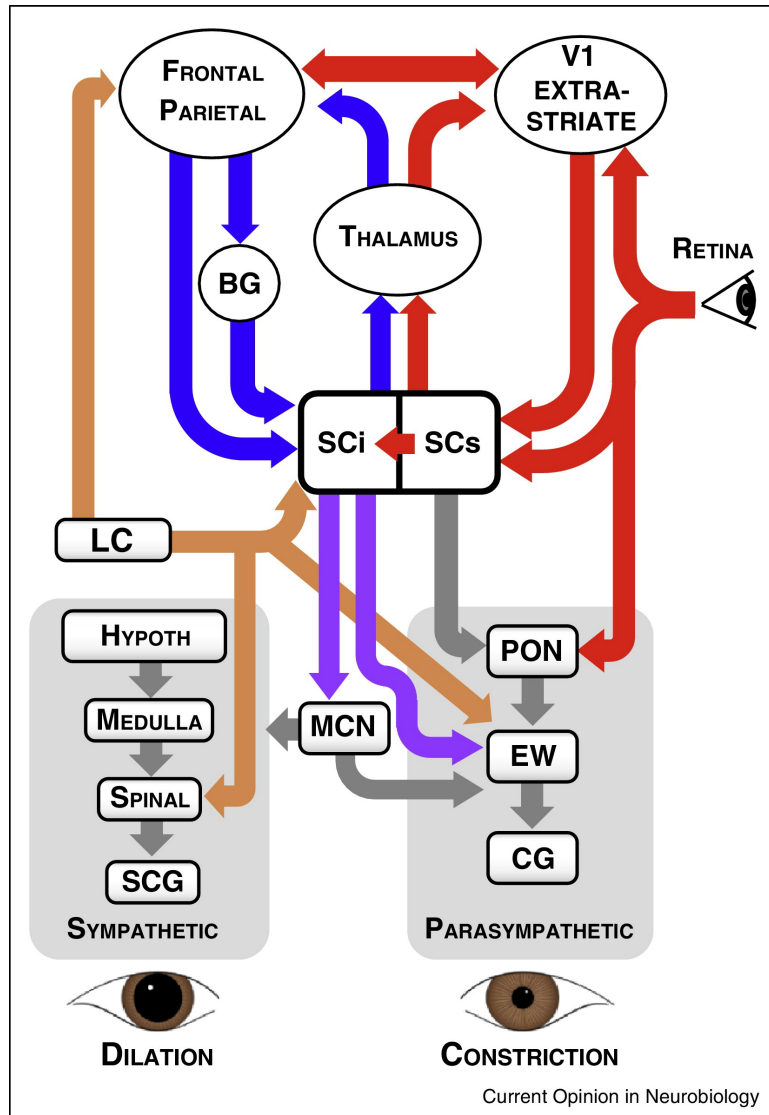 FRONTAL
PARIETAL
V1
EXTRA-
STRIATE
THALAMUS
RETINA
BG
SCi
SCs
LC
HYPOTH
PON
MEDULLA
MCN
EW
SPINAL
CG
SCG
SYMPATHETIC
PARASYMPATHETIC
DILATION
CONSTRICTION
Current Opinion in Neurobiology